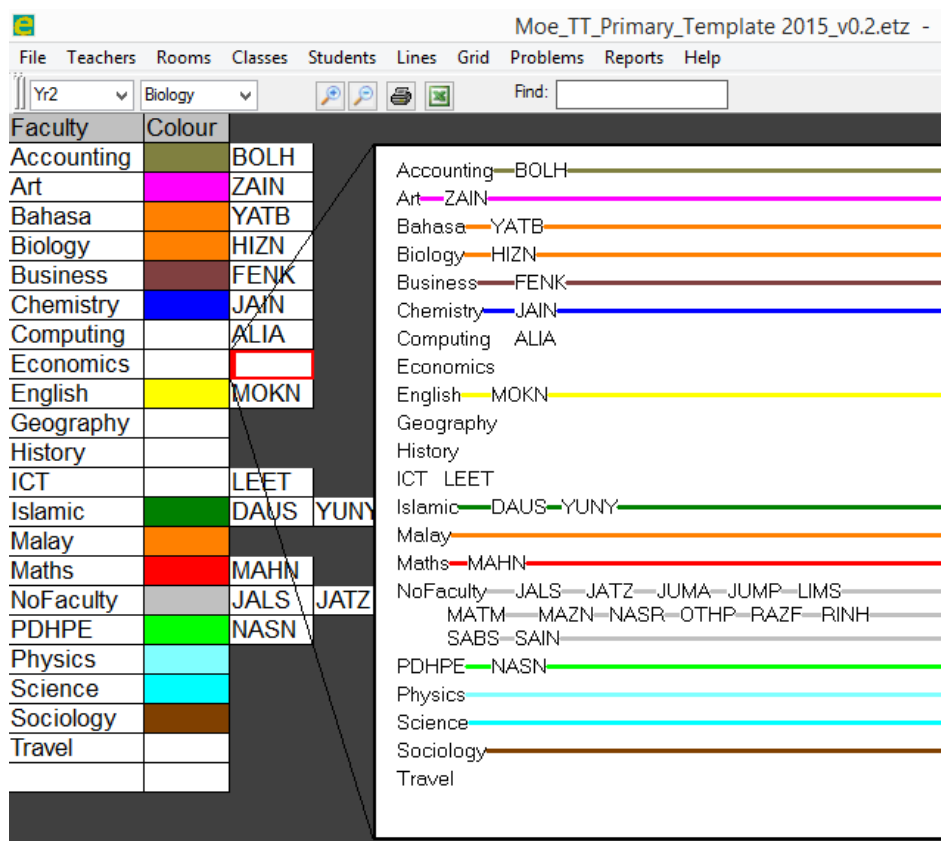 Moe_TT_Primary_Template 2015_v0.2.etz -
File Teachers Rooms Classes Students Lines Grid Problems Reports Help
Yr2 Biology Find:
Faculty Colour
Accounting BOLH
Art ZAIN
Bahasa YATB
Biology HIZN
Business FENK
Chemistry JAIN
Computing ALIA
Economics
English MOKN
Geography
History
ICT LEET
Islamic DAUS YUNY
Malay
Maths MAHN
NoFaculty JALS JATZ
PDHPE NASN
Physics
Science
Sociology
Travel
Accounting BOLH
Art ZAIN
Bahasa YATB
Biology HIZN
Business FENK
Chemistry JAIN
Computing ALIA
Economics
English MOKN
Geography
History
ICT LEET
Islamic DAUS YUNY
Malay
Maths MAHN
NoFaculty JALS JATZ JUMA JUMP LIMS
MATM MAZN NASR OTHP RAZF RINH
SABS SAIN
PDHPE NASN
Physics
Science
Sociology
Travel